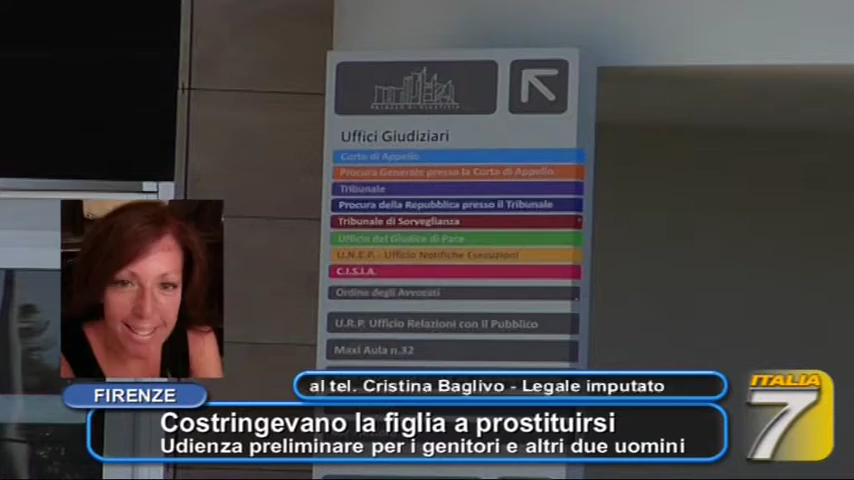 PALAZZO DI GIUSTIZIA
Uffici Giudiziari
Corte di Appello
Procura Generale presso la Corte di Appello
Tribunale
Procura della Repubblica presso il Tribunale
Tribunale di Sorveglianza
Ufficio del Giudice di Pace
U.N.E.P. - Ufficio Notifiche Esecuzioni
C.I.S.I.A.
Ordine degli Avvocati
U.R.P. Ufficio Relazioni con il Pubblico
Maxi Aula n.32
al tel. Cristina Baglivo - Legale imputato
FIRENZE
Costringevano la figlia a prostituirsi
Udienza preliminare per i genitori e altri due uomini
ITALIA
7